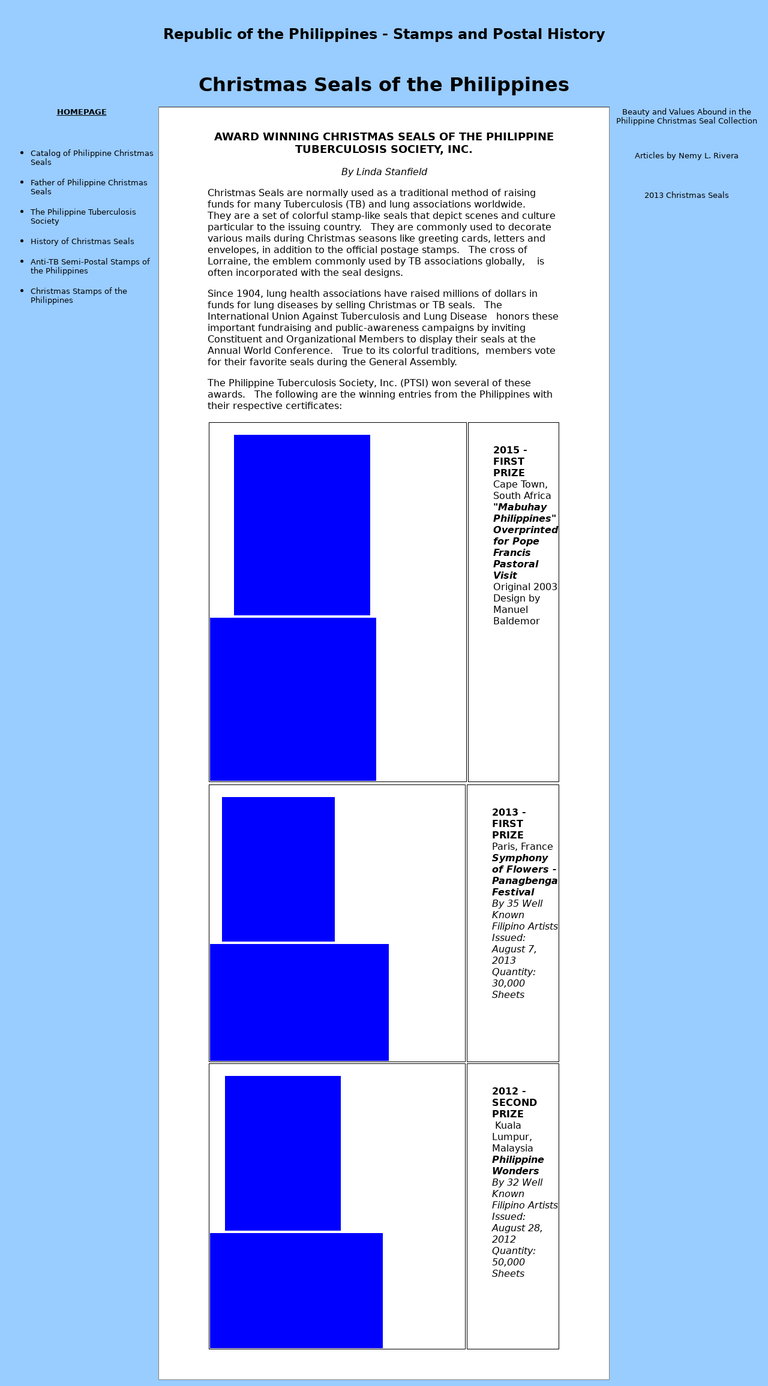 Republic of the Philippines - Stamps and Postal History
Christmas Seals of the Philippines
HOMEPAGE
Catalog of Philippine Christmas
Seals
Father of Philippine Christmas
Seals
The Philippine Tuberculosis
Society
History of Christmas Seals
Anti-TB Semi-Postal Stamps of
the Philippines
Christmas Stamps of the
Philippines
AWARD WINNING CHRISTMAS SEALS OF THE PHILIPPINE
TUBERCULOSIS SOCIETY, INC.
By Linda Stanfield
Christmas Seals are normally used as a traditional method of raising
funds for many Tuberculosis (TB) and lung associations worldwide.
They are a set of colorful stamp-like seals that depict scenes and culture
particular to the issuing country. They are commonly used to decorate
various mails during Christmas seasons like greeting cards, letters and
envelopes, in addition to the official postage stamps. The cross of
Lorraine, the emblem commonly used by TB associations globally, is
often incorporated with the seal designs.
Since 1904, lung health associations have raised millions of dollars in
funds for lung diseases by selling Christmas or TB seals. The
International Union Against Tuberculosis and Lung Disease honors these
important fundraising and public-awareness campaigns by inviting
Constituent and Organizational Members to display their seals at the
Annual World Conference. True to its colorful traditions, members vote
for their favorite seals during the General Assembly.
The Philippine Tuberculosis Society, Inc. (PTSI) won several of these
awards. The following are the winning entries from the Philippines with
their respective certificates:
2015 -
FIRST
PRIZE
Cape Town,
South Africa
"Mabuhay
Philippines"
Overprinted
for Pope
Francis
Pastoral
Visit
Original 2003
Design by
Manuel
Baldemor
2013 -
FIRST
PRIZE
Paris, France
Symphony
of Flowers -
Panagbenga
Festival
By 35 Well
Known
Filipino Artists
Issued:
August 7,
2013
Quantity:
30,000
Sheets
2012 -
SECOND
PRIZE
Kuala
Lumpur,
Malaysia
Philippine
Wonders
By 32 Well
Known
Filipino Artists
Issued:
August 28,
2012
Quantity:
50,000
Sheets
Beauty and Values Abound in the
Philippine Christmas Seal Collection
Articles by Nemy L. Rivera
2013 Christmas Seals